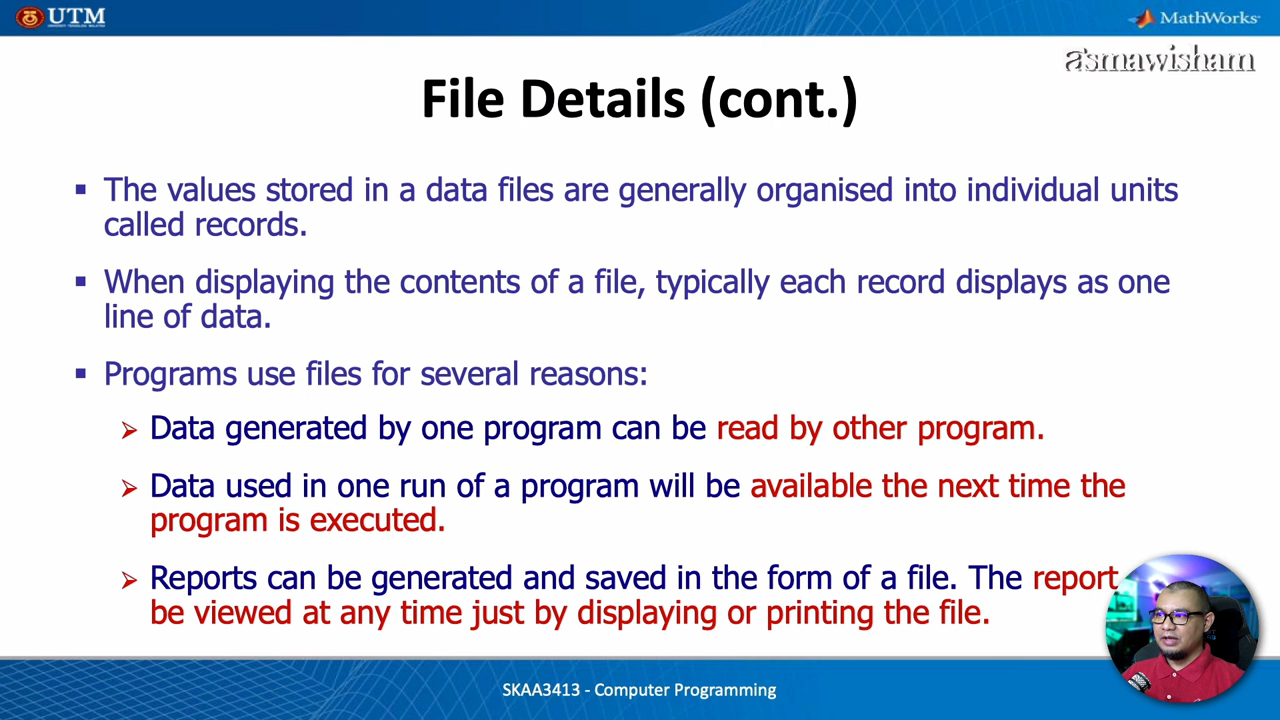 UTM
UNIVERSITI TEKNOLOGI MALAYSIA
MathWorks
asmawisham
File Details (cont.)
▪ The values stored in a data files are generally organised into individual units
called records.
▪ When displaying the contents of a file, typically each record displays as one
line of data.
▪ Programs use files for several reasons:
➢ Data generated by one program can be read by other program.
➢ Data used in one run of a program will be available the next time the
program is executed.
➢ Reports can be generated and saved in the form of a file. The report
be viewed at any time just by displaying or printing the file.
SKAA3413 - Computer Programming